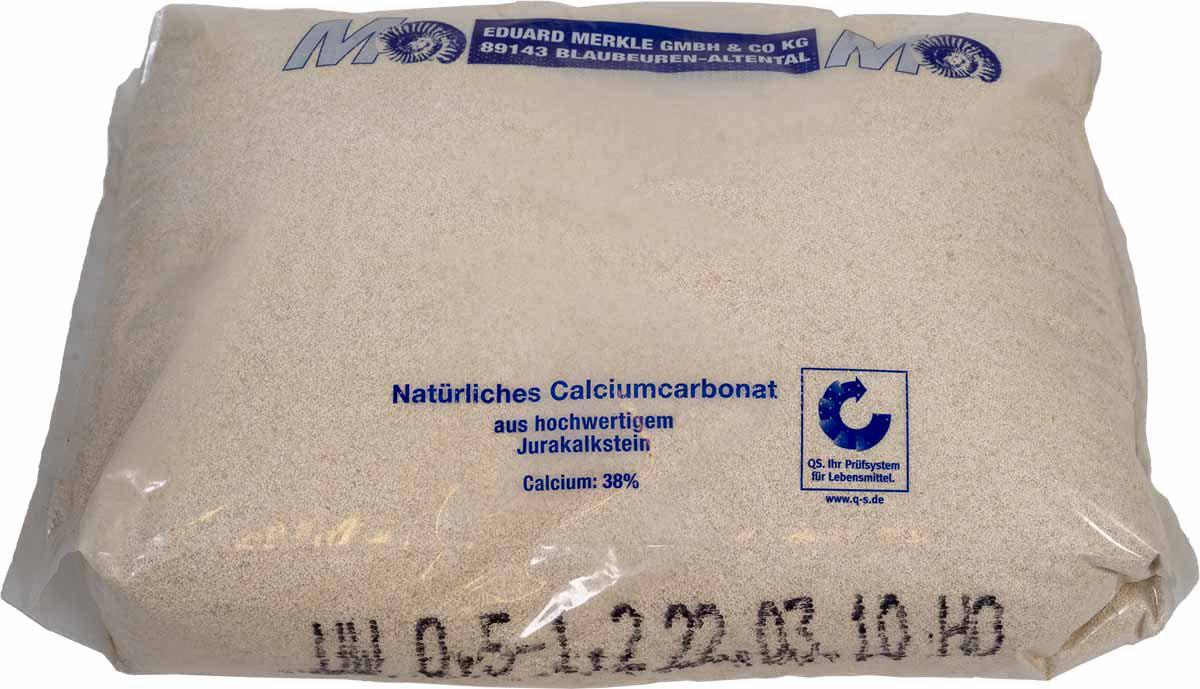 EDUARD MERKLE GMBH & CO KG
89143 BLAUBEUREN-ALTENTAL
Natürliches Calciumcarbonat
aus hochwertigem
Jurakalkstein
Calcium: 38%
QS. Ihr Prüfsystem
für Lebensmittel.
www.q-s.de
0.5-1.2 22.03.10 HO